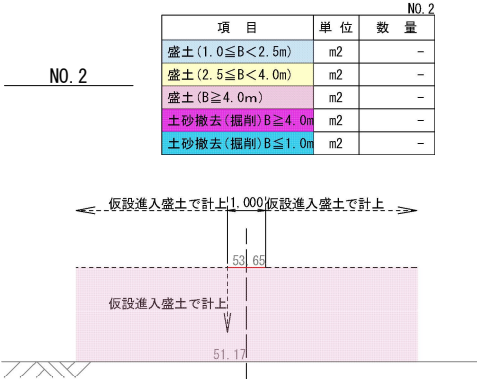 NO.2
項 目 単 位 数 量
盛土(1.0≦B<2.5m) m2 -
盛土(2.5≦B<4.0m) m2 -
盛土(B≧4.0m) m2 -
土砂撤去(掘削)B≧4.0m m2 -
土砂撤去(掘削)B≦1.0m m2 -
NO.2
仮設進入盛土で計上 1,000 仮設進入盛土で計上
53.65
仮設進入盛土で計上
51.17